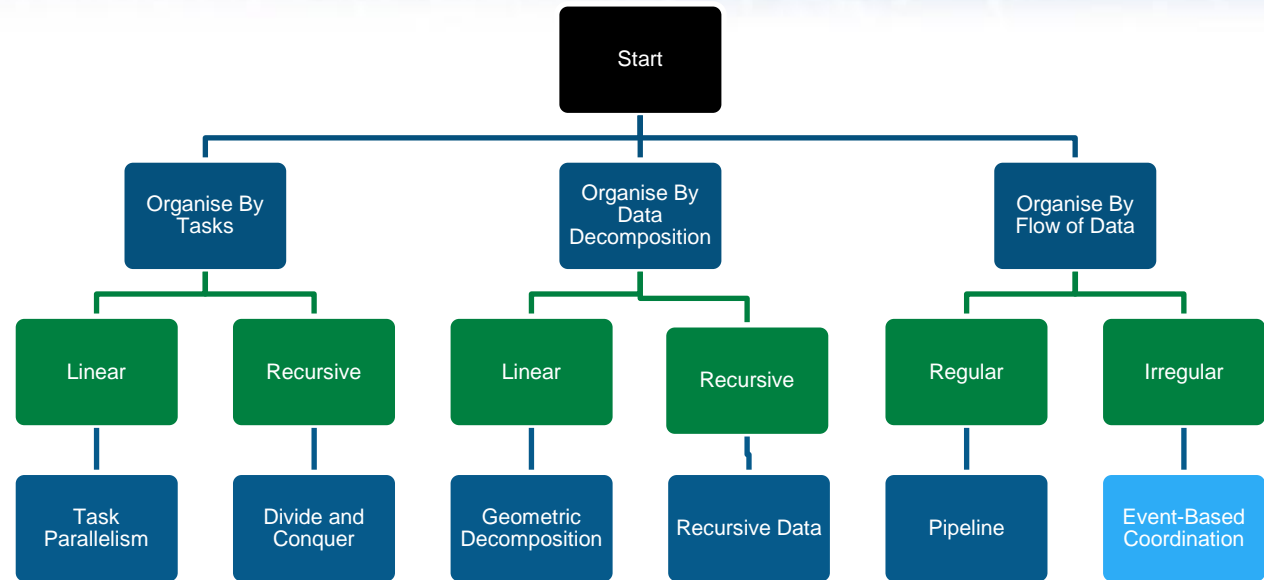 Start
Organise By
Tasks
Organise By
Data
Decomposition
Organise By
Flow of Data
Linear
Recursive
Linear
Recursive
Regular
Irregular
Task
Parallelism
Divide and
Conquer
Geometric
Decomposition
Recursive Data
Pipeline
Event-Based
Coordination